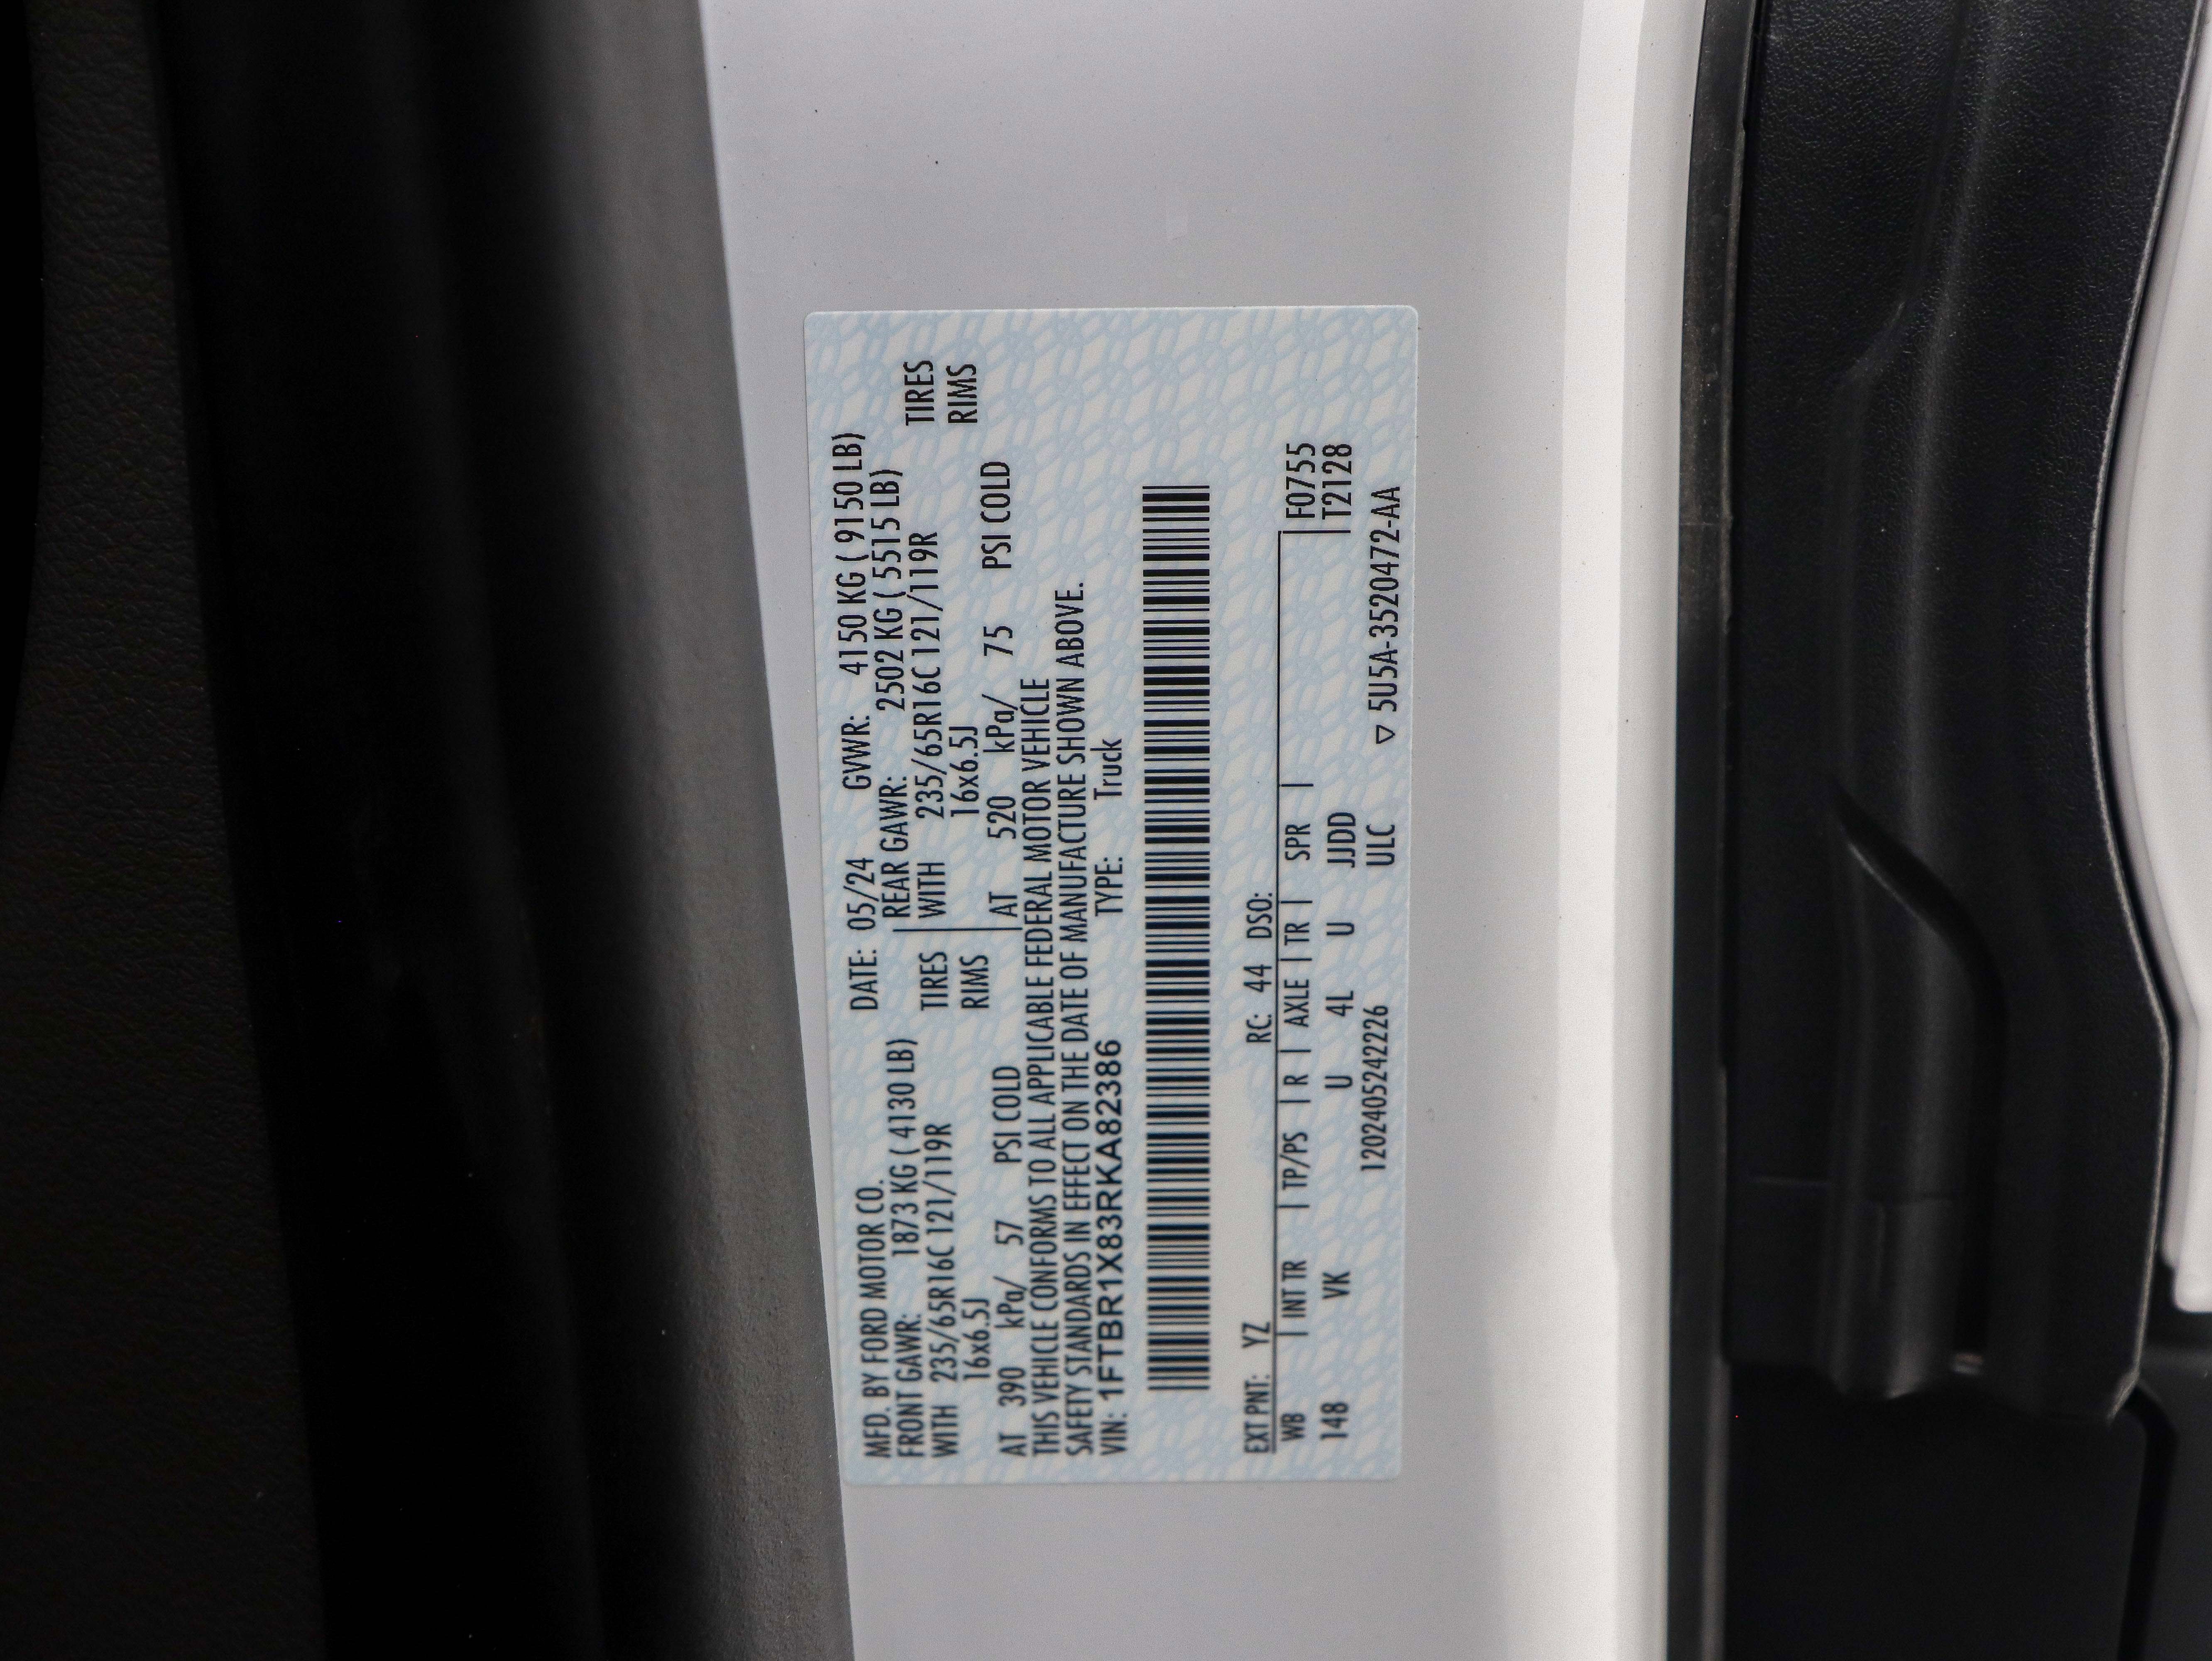 MFD. BY FORD MOTOR CO. DATE: 05/24 GVWR: 4150 KG ( 9150 LB)
FRONT GAWR: 1873 KG ( 4130 LB) REAR GAWR: 2502 KG ( 5515 LB)
WITH 235/65R16C 121/119R TIRES WITH 235/65R16C 121/119R TIRES
16x6.5J RIMS 16x6.5J RIMS
AT 390 kPa/ 57 PSI COLD AT 520 kPa/ 75 PSI COLD
THIS VEHICLE CONFORMS TO ALL APPLICABLE FEDERAL MOTOR VEHICLE
SAFETY STANDARDS IN EFFECT ON THE DATE OF MANUFACTURE SHOWN ABOVE.
VIN: 1FTBR1X83RKA82386 TYPE: Truck
EXT PNT: YZ RC: 44 DSO:
WB INT TR TP/PS R AXLE TR SPR F0755
148 VK U 4L U JJDD T2128
120240524226 ULC ▽ 5U5A-3520472-AA